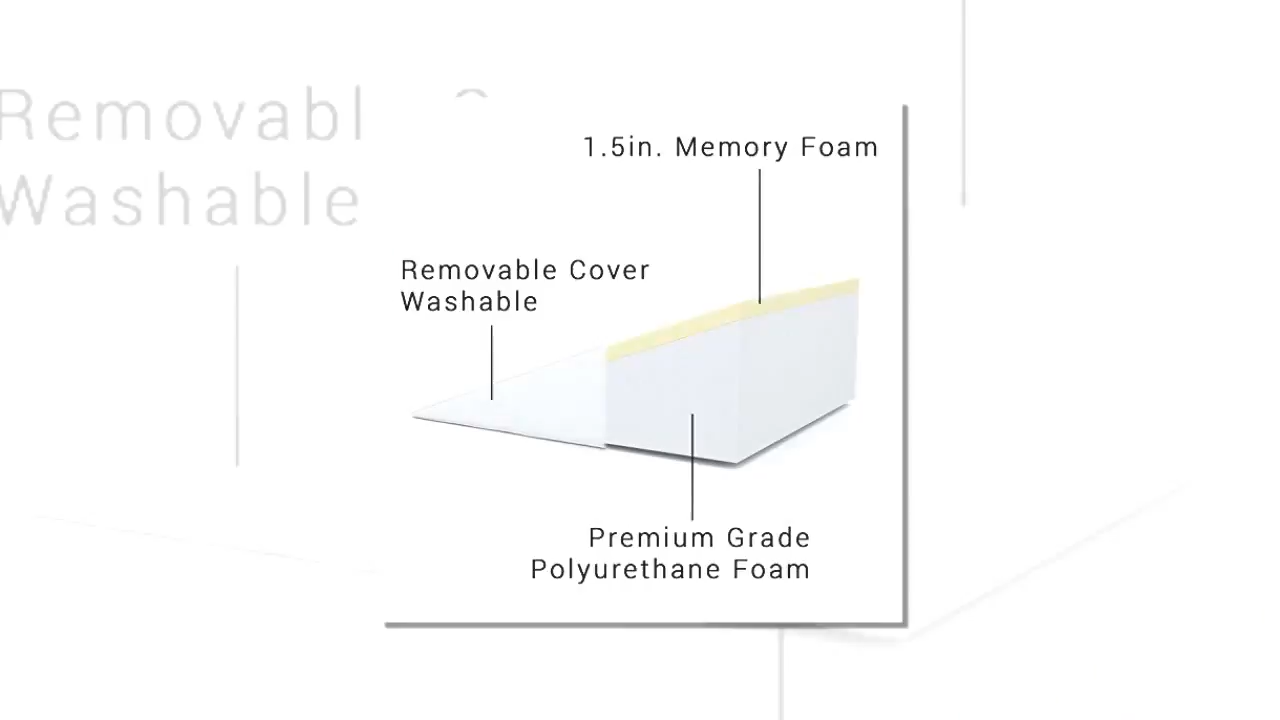 Removabl
Washable
1.5in. Memory Foam
Removable Cover
Washable
Premium Grade
Polyurethane Foam